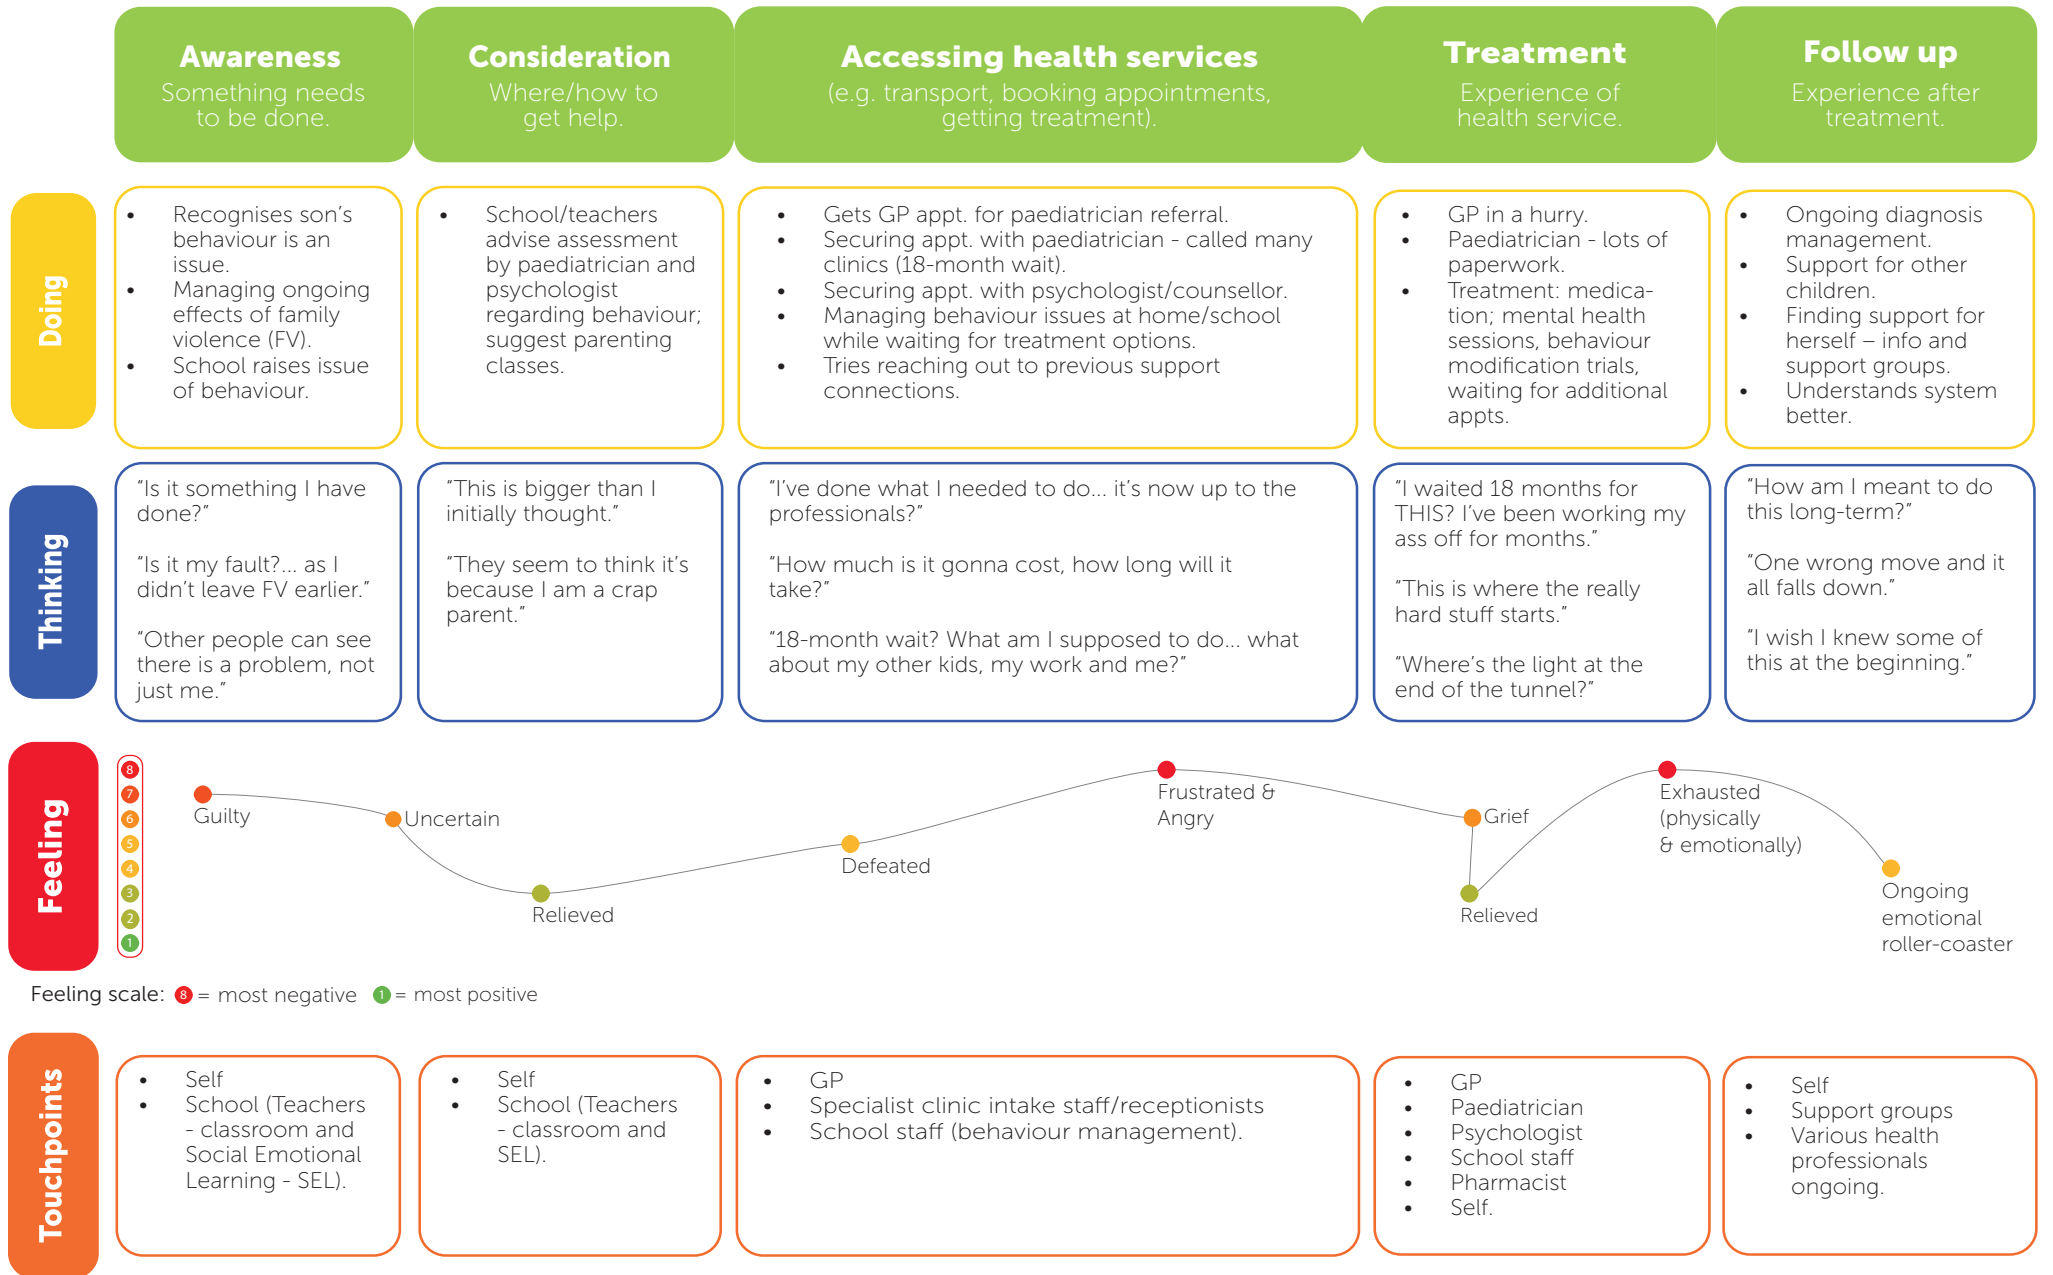 Awareness
Something needs
to be done.
Consideration
Where/how to
get help.
Accessing health services
(e.g. transport, booking appointments,
getting treatment).
Treatment
Experience of
health service.
Follow up
Experience after
treatment.
Doing
• Recognises son's
behaviour is an
issue.
• Managing ongoing
effects of family
violence (FV).
• School raises issue
of behaviour.
• School/teachers
advise assessment
by paediatrician and
psychologist
regarding behaviour;
suggest parenting
classes.
• Gets GP appt. for paediatrician referral.
• Securing appt. with paediatrician - called many
clinics (18-month wait).
• Securing appt. with psychologist/counsellor.
• Managing behaviour issues at home/school
while waiting for treatment options.
• Tries reaching out to previous support
connections.
• GP in a hurry.
• Paediatrician - lots of
paperwork.
• Treatment: medica-
tion; mental health
sessions, behaviour
modification trials,
waiting for additional
appts.
• Ongoing diagnosis
management.
• Support for other
children.
• Finding support for
herself – info and
support groups.
• Understands system
better.
Thinking
"Is it something I have
done?"
"Is it my fault?... as I
didn't leave FV earlier."
"Other people can see
there is a problem, not
just me."
"This is bigger than I
initially thought."
"They seem to think it's
because I am a crap
parent."
"I've done what I needed to do... it's now up to the
professionals?"
"How much is it gonna cost, how long will it
take?"
"18-month wait? What am I supposed to do... what
about my other kids, my work and me?"
"I waited 18 months for
THIS? I've been working my
ass off for months."
"This is where the really
hard stuff starts."
"Where's the light at the
end of the tunnel?"
"How am I meant to do
this long-term?"
"One wrong move and it
all falls down."
"I wish I knew some of
this at the beginning."
Feeling
8
7
6
5
4
3
2
1
Guilty
Uncertain
Relieved
Defeated
Frustrated &
Angry
Grief
Relieved
Exhausted
(physically
& emotionally)
Ongoing
emotional
roller-coaster
Feeling scale: 8 = most negative 1 = most positive
Touchpoints
• Self
• School (Teachers
- classroom and
Social Emotional
Learning - SEL).
• Self
• School (Teachers
- classroom and
SEL).
• GP
• Specialist clinic intake staff/receptionists
• School staff (behaviour management).
• GP
• Paediatrician
• Psychologist
• School staff
• Pharmacist
• Self.
• Self
• Support groups
• Various health
professionals
ongoing.